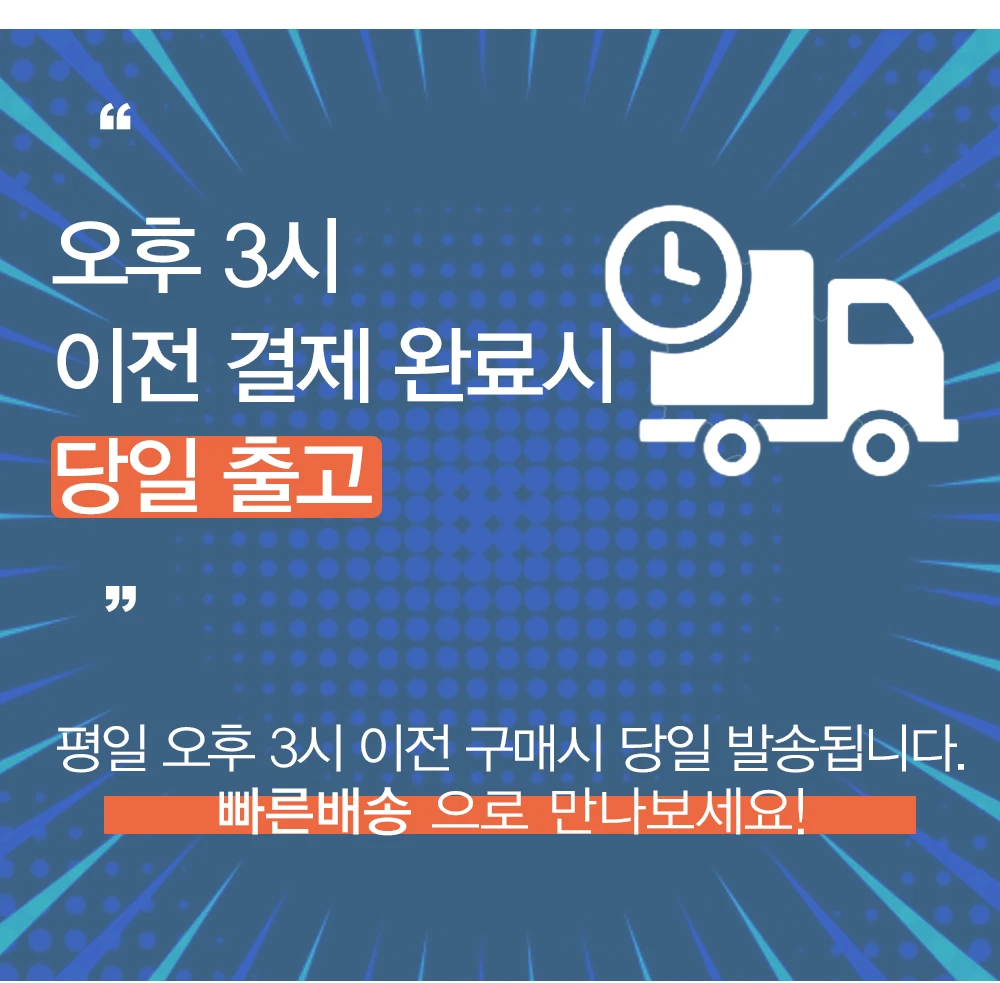 “
오후 3시
이전 결제 완료시
당일 출고
”
평일 오후 3시 이전 구매시 당일 발송됩니다.
빠른배송 으로 만나보세요!